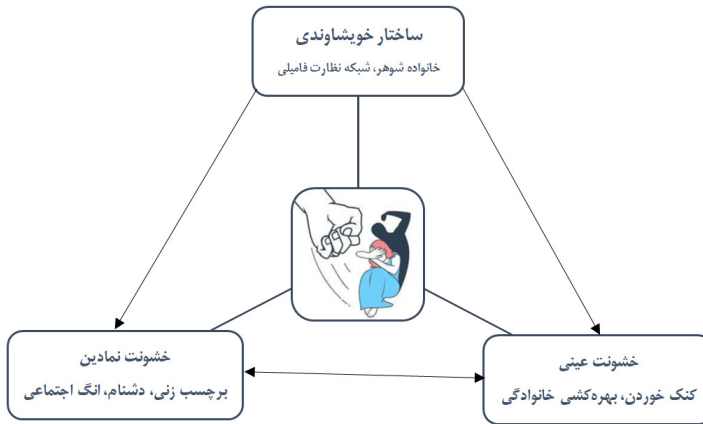 ساختار خویشاوندی
خانواده شوهر، شبکه نظارت فامیلی
خشونت نمادین
برچسب زنی، دشنام، انگ اجتماعی
خشونت عینی
کتک خوردن، بهره‌کشی خانوادگی